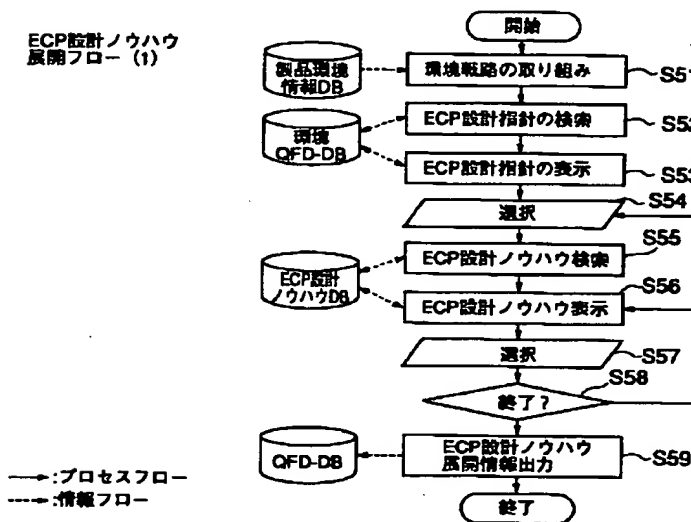 ECP設計ノウハウ
展開フロー (1)
開始
製品環境
情報DB
環境戦略の取り組み
S51
環境
QFD-DB
ECP設計指針の検索
S52
ECP設計指針の表示
S53
選択
S54
ECP設計
ノウハウDB
ECP設計ノウハウ検索
S55
ECP設計ノウハウ表示
S56
選択
S57
終了?
S58
QFD-DB
ECP設計ノウハウ
展開情報出力
S59
終了
:プロセスフロー
:情報フロー